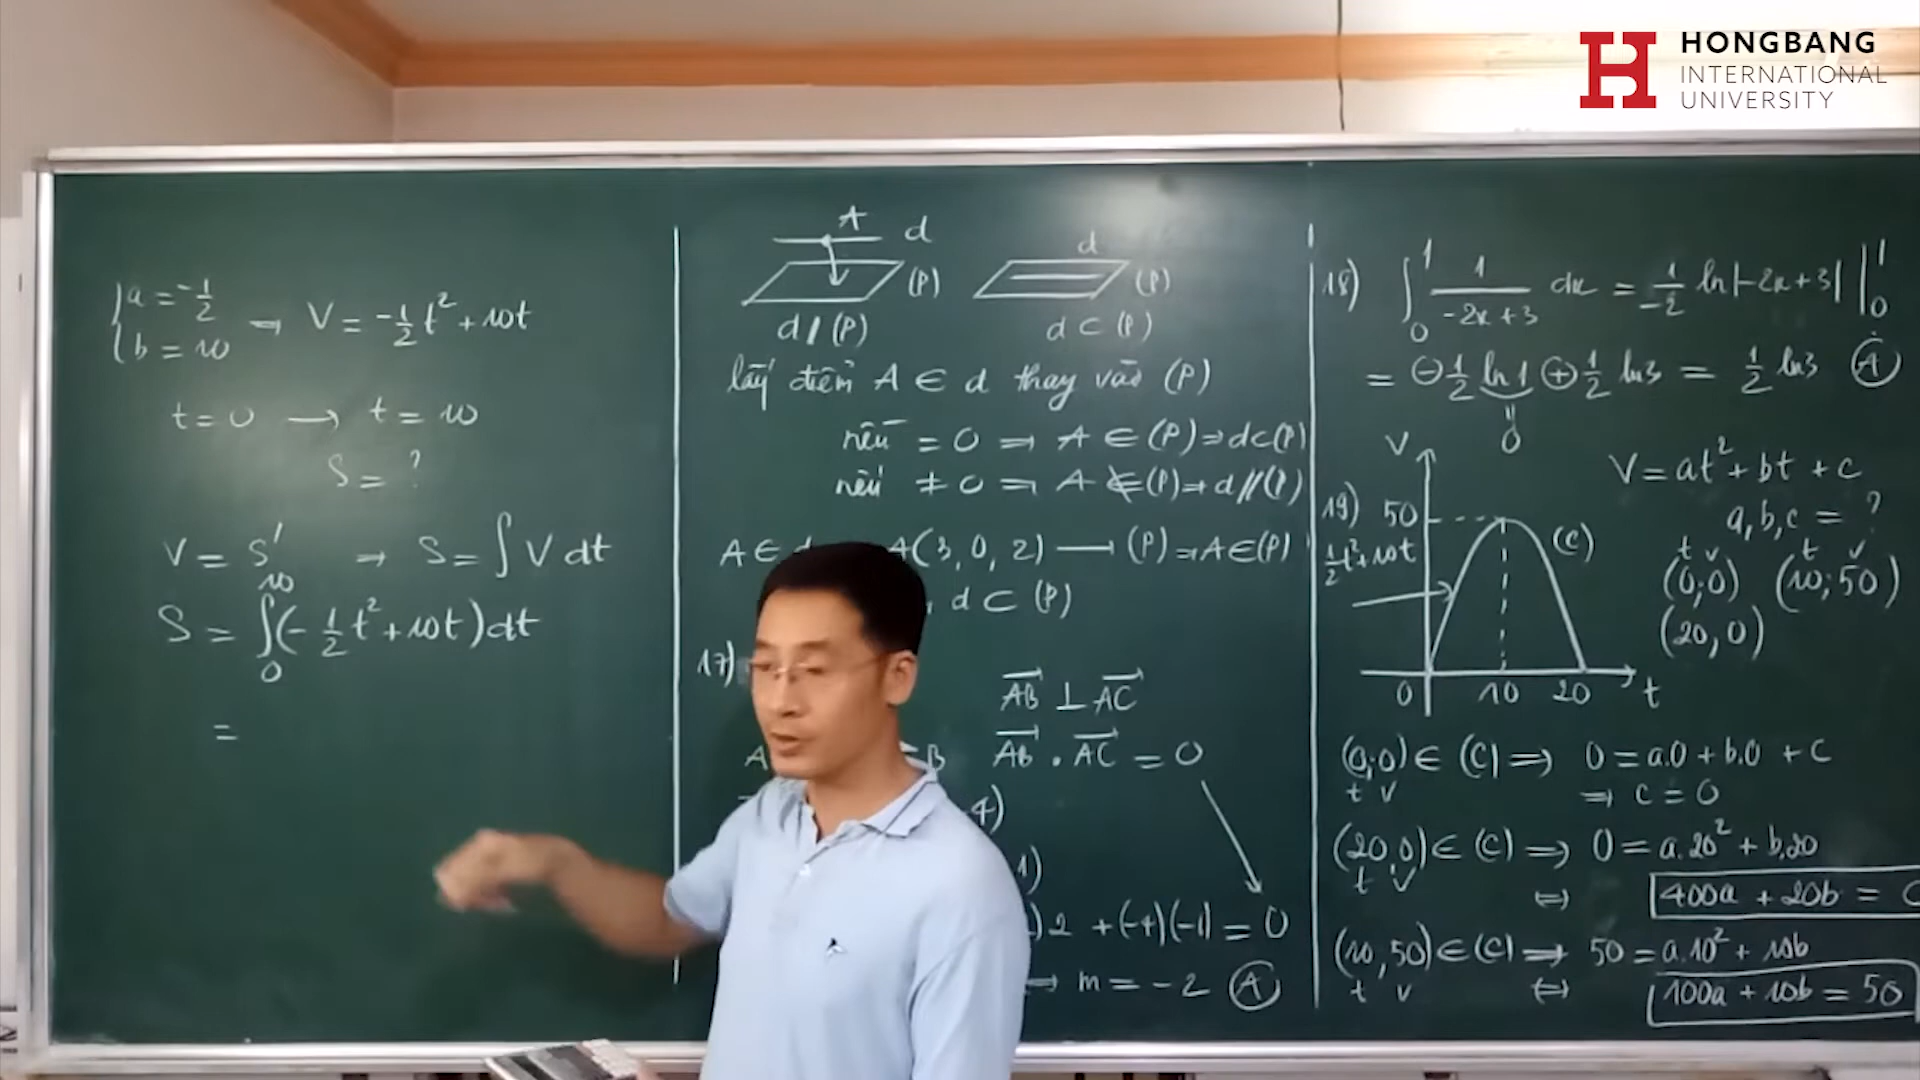 HONGBANG
INTERNATIONAL
UNIVERSITY
a = -1/2
b = 10
→ V = -1/2 t² + 10t
t = 0 → t = 10
S = ?
V = S' → S = ∫ V dt
S = ∫₀¹⁰ (-1/2 t² + 10t) dt
=
A d
(P)
d // (P)
d
(P)
d ⊂ (P)
lấy điểm A ∈ d thay vào (P)
nếu = 0 ⇒ A ∈ (P) ⇒ d ⊂ (P)
nếu ≠ 0 ⇒ A ∉ (P) ⇒ d // (P)
A ∈ d A(3, 0, 2) → (P) ⇒ A ∈ (P)
d ⊂ (P)
17)
AB ⊥ AC
AB . AC = 0
4)
1)
)2 + (-4)(-1) = 0
⇒ m = -2 (A)
18) ∫₀¹ 1/(-2x+3) dx = 1/-2 ln|-2x+3| |₀¹
= ⊖ 1/2 ln1 ⊕ 1/2 ln3 = 1/2 ln3 (A)
0
V
V = at² + bt + c
a, b, c = ?
19) 50
(C)
1/2 t² + 10t
t v
(0;0)
t v
(10;50)
(20,0)
0 10 20 t
(0,0) ∈ (C) ⇒ 0 = a.0 + b.0 + c
t v ⇒ c = 0
(20,0) ∈ (C) ⇒ 0 = a.20² + b.20
t v ⇔ 400a + 20b = 0
(10,50) ∈ (C) ⇒ 50 = a.10² + 10b
t v ⇔ 100a + 10b = 50